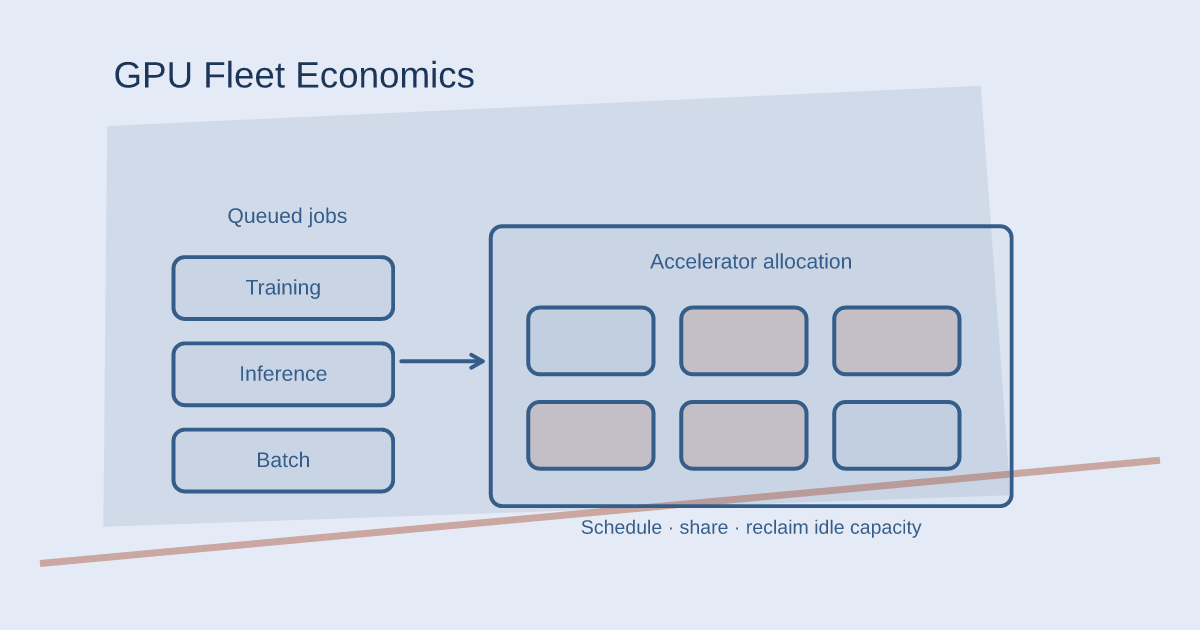 GPU Fleet Economics
Queued jobs
Training
Inference
Batch
Accelerator allocation
Schedule · share · reclaim idle capacity